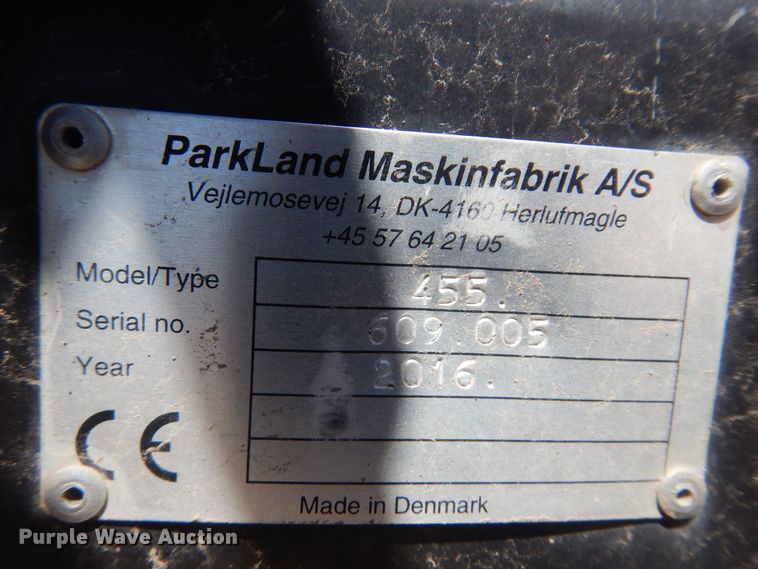 ParkLand Maskinfabrik A/S
Vejlemosevej 14, DK-4160 Herlufmagle
+45 57 64 21 05
Model/Type 455.
Serial no. 609.005
Year 2016.
CE
Made in Denmark
Purple Wave Auction